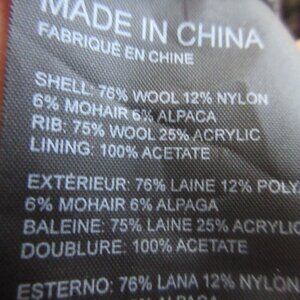 MADE IN CHINA
FABRIQUÉ EN CHINE
SHELL: 76% WOOL 12% NYLON
6% MOHAIR 6% ALPACA
RIB: 75% WOOL 25% ACRYLIC
LINING: 100% ACETATE
EXTÉRIEUR: 76% LAINE 12% POLY
6% MOHAIR 6% ALPAGA
BALEINE: 75% LAINE 25% ACRYLIC
DOUBLURE: 100% ACETATE
ESTERNO: 76% LANA 12% NYLON